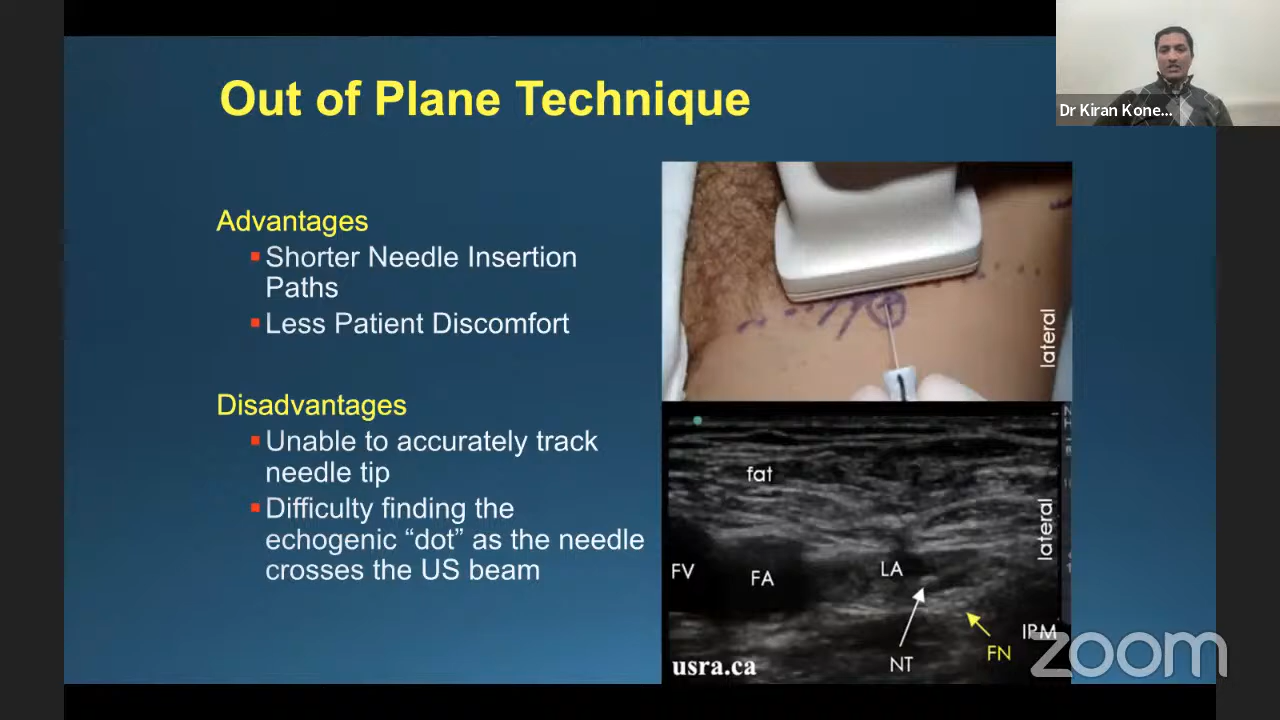 Out of Plane Technique
Dr Kiran Kone...
Advantages
Shorter Needle Insertion
Paths
Less Patient Discomfort
Disadvantages
Unable to accurately track
needle tip
Difficulty finding the
echogenic “dot” as the needle
crosses the US beam
lateral
fat
lateral
FV
FA
LA
IPM
FN
NT
usra.ca
zoom